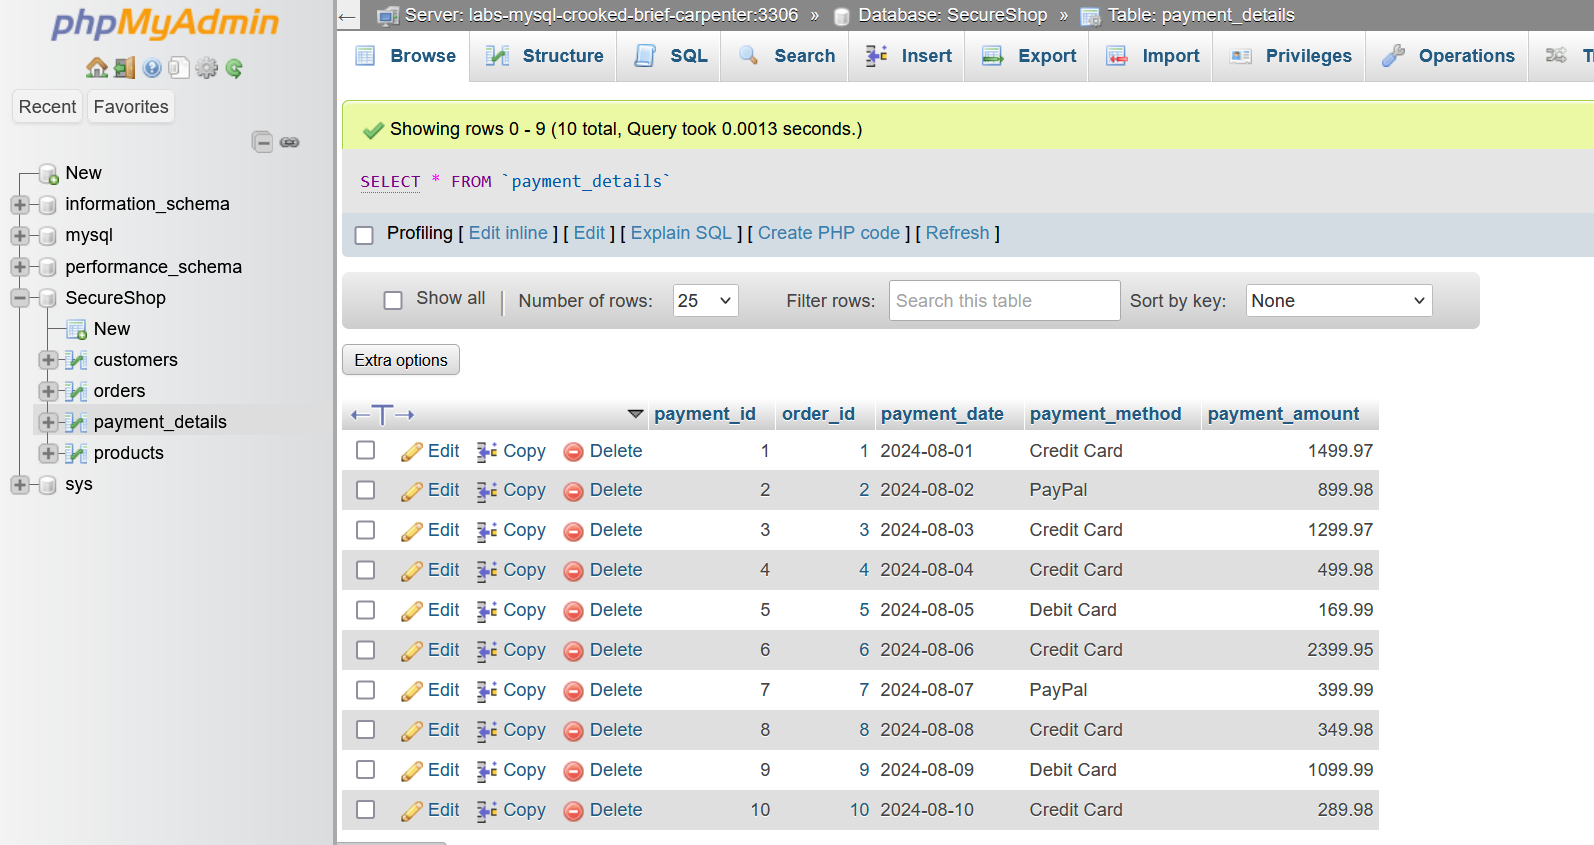 phpMyAdmin
Recent Favorites
New
information_schema
mysql
performance_schema
SecureShop
New
customers
orders
payment_details
products
sys
← Server: labs-mysql-crooked-brief-carpenter:3306 » Database: SecureShop » Table: payment_details
Browse Structure SQL Search Insert Export Import Privileges Operations
Showing rows 0 - 9 (10 total, Query took 0.0013 seconds.)
SELECT * FROM `payment_details`
Profiling [ Edit inline ] [ Edit ] [ Explain SQL ] [ Create PHP code ] [ Refresh ]
Show all Number of rows: 25 Filter rows: Search this table Sort by key: None
Extra options
←T→ payment_id order_id payment_date payment_method payment_amount
Edit Copy Delete 1 1 2024-08-01 Credit Card 1499.97
Edit Copy Delete 2 2 2024-08-02 PayPal 899.98
Edit Copy Delete 3 3 2024-08-03 Credit Card 1299.97
Edit Copy Delete 4 4 2024-08-04 Credit Card 499.98
Edit Copy Delete 5 5 2024-08-05 Debit Card 169.99
Edit Copy Delete 6 6 2024-08-06 Credit Card 2399.95
Edit Copy Delete 7 7 2024-08-07 PayPal 399.99
Edit Copy Delete 8 8 2024-08-08 Credit Card 349.98
Edit Copy Delete 9 9 2024-08-09 Debit Card 1099.99
Edit Copy Delete 10 10 2024-08-10 Credit Card 289.98